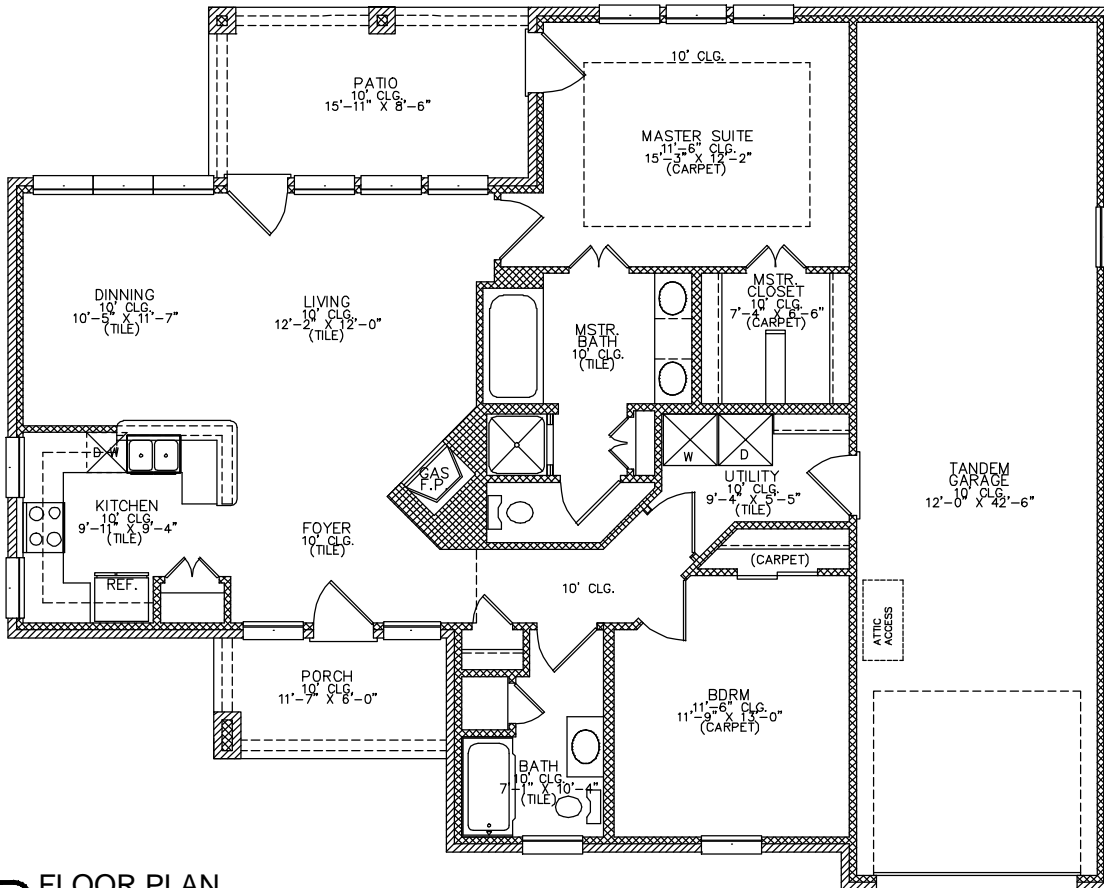 PATIO
10' CLG.
15'-11" X 8'-6"
10' CLG.
MASTER SUITE
11'-6" CLG.
15'-3" X 12'-2"
(CARPET)
DINNING
10' CLG.
10'-5" X 11'-7"
(TILE)
LIVING
10' CLG.
12'-2" X 12'-0"
(TILE)
MSTR.
BATH
10' CLG.
(TILE)
MSTR.
CLOSET
10' CLG.
7'-4" X 6'-6"
(CARPET)
D W
KITCHEN
10' CLG.
9'-11" X 9'-4"
(TILE)
REF.
GAS
F.P.
FOYER
10' CLG.
(TILE)
W
D
UTILITY
10' CLG.
9'-4" X 5'-5"
(TILE)
(CARPET)
10' CLG.
TANDEM
GARAGE
10' CLG.
12'-0" X 42'-6"
ATTIC
ACCESS
PORCH
10' CLG.
11'-7" X 6'-0"
BDRM
11'-6" CLG.
11'-9" X 13'-0"
(CARPET)
BATH
10' CLG.
7'-1" X 10'-4"
(TILE)
FLOOR PLAN